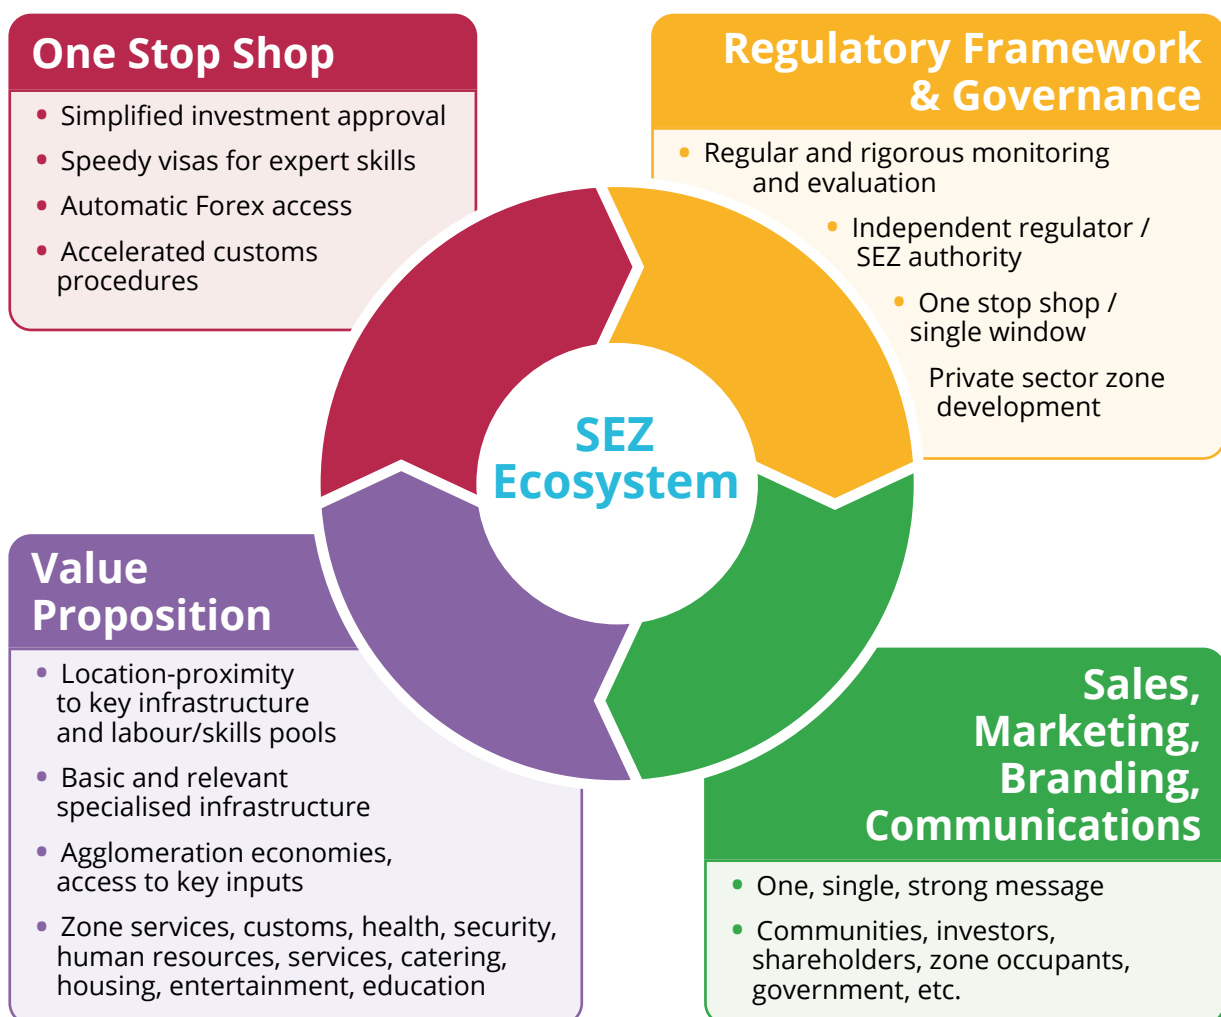 One Stop Shop
• Simplified investment approval
• Speedy visas for expert skills
• Automatic Forex access
• Accelerated customs
procedures
Regulatory Framework
& Governance
• Regular and rigorous monitoring
and evaluation
• Independent regulator /
SEZ authority
• One stop shop /
single window
Private sector zone
development
SEZ
Ecosystem
Value
Proposition
• Location-proximity
to key infrastructure
and labour/skills pools
• Basic and relevant
specialised infrastructure
• Agglomeration economies,
access to key inputs
• Zone services, customs, health, security,
human resources, services, catering,
housing, entertainment, education
Sales,
Marketing,
Branding,
Communications
• One, single, strong message
• Communities, investors,
shareholders, zone occupants,
government, etc.